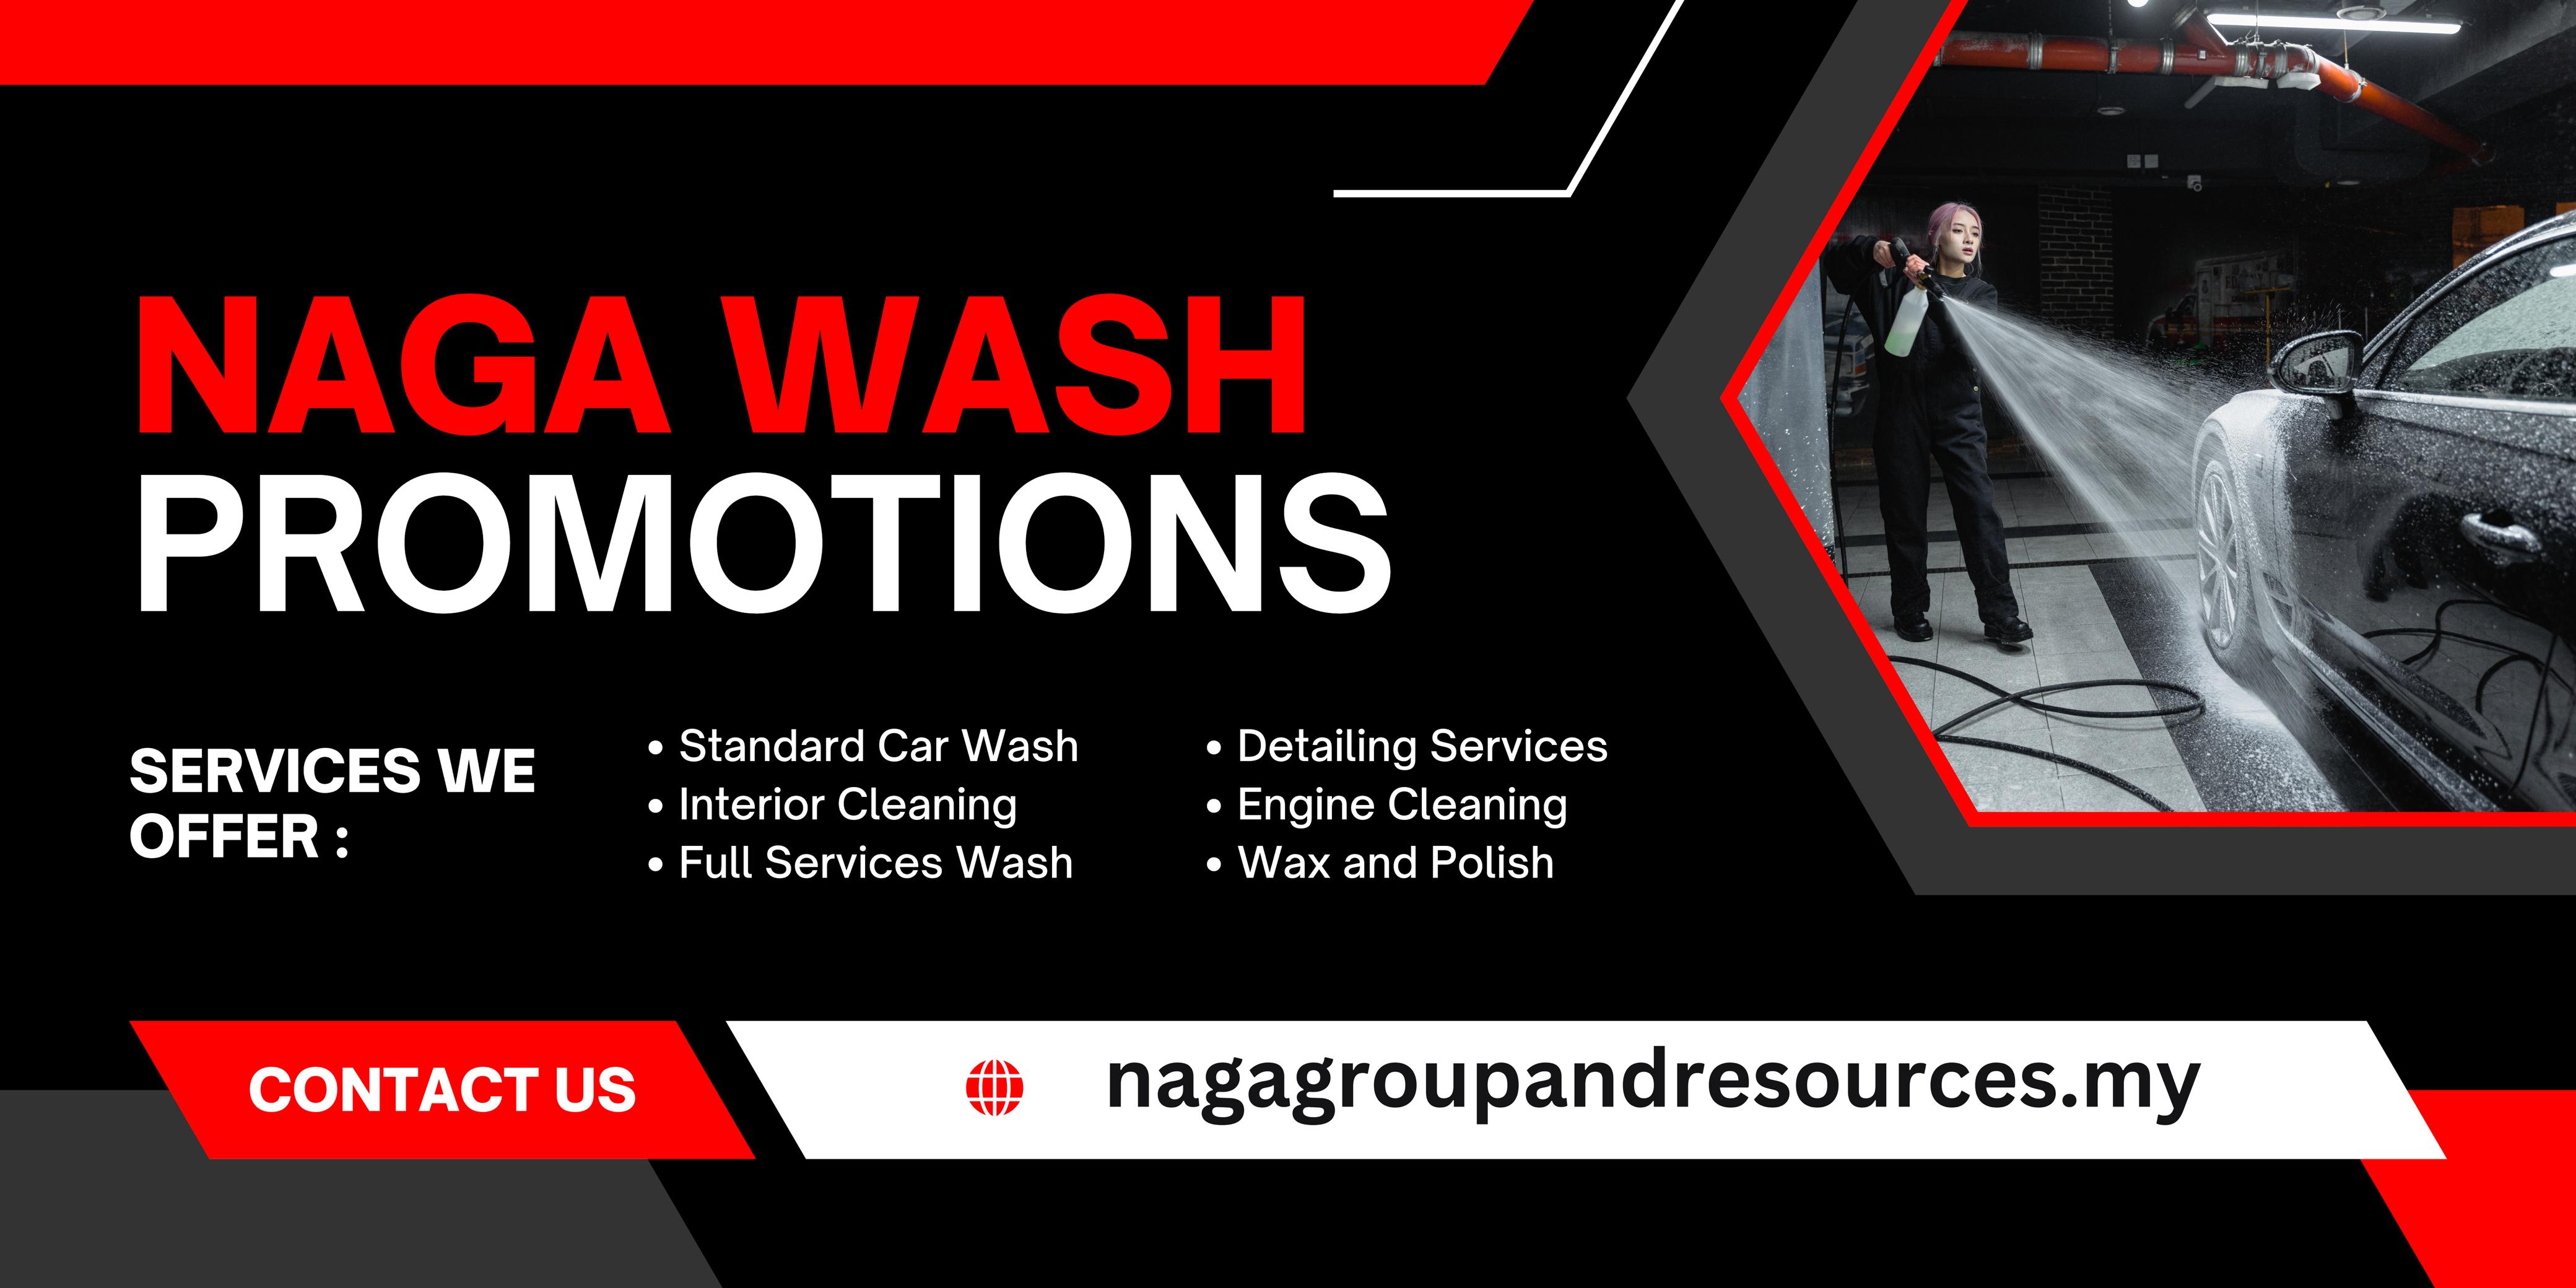 NAGA WASH
PROMOTIONS
SERVICES WE
OFFER :
• Standard Car Wash
• Interior Cleaning
• Full Services Wash
• Detailing Services
• Engine Cleaning
• Wax and Polish
CONTACT US
nagagroupandresources.my